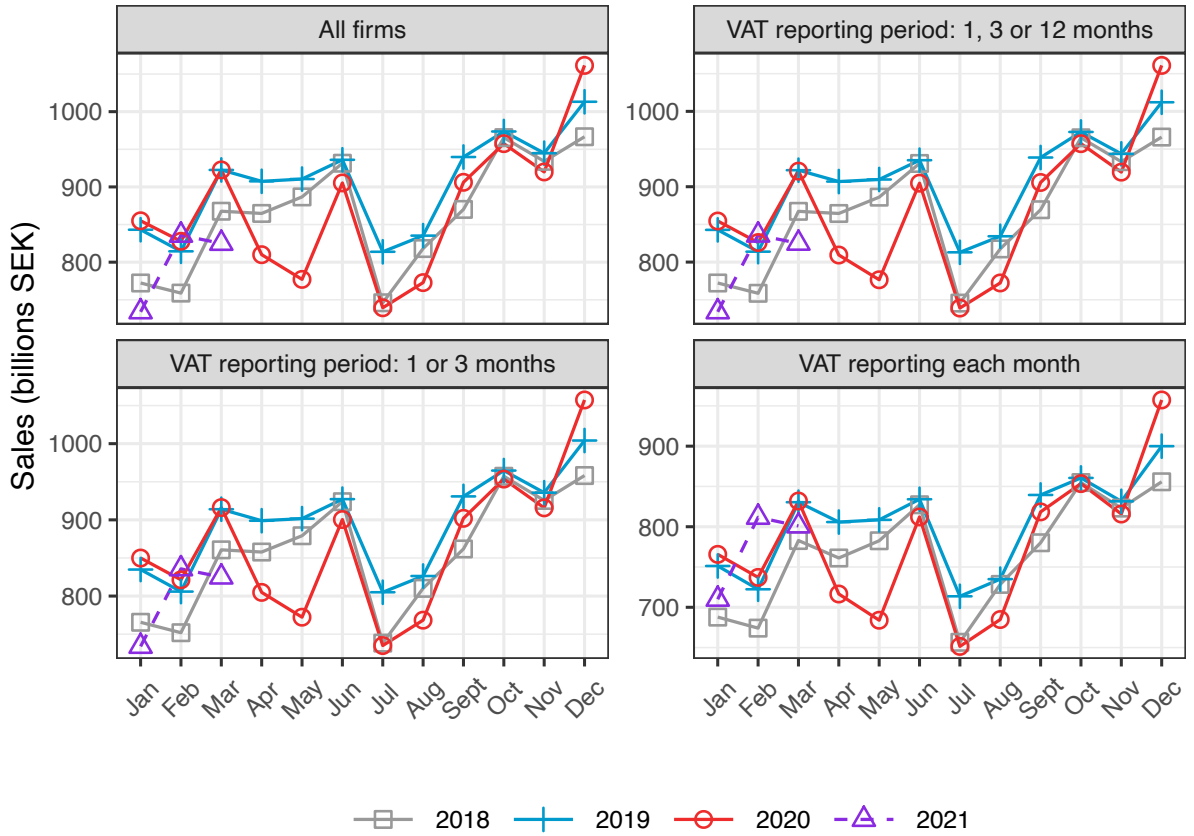 All firms
VAT reporting period: 1, 3 or 12 months
1000
900
800
1000
900
800
Sales (billions SEK)
VAT reporting period: 1 or 3 months
VAT reporting each month
1000
900
800
900
800
700
Jan Feb Mar Apr May Jun Jul Aug Sept Oct Nov Dec
Jan Feb Mar Apr May Jun Jul Aug Sept Oct Nov Dec
2018 2019 2020 2021